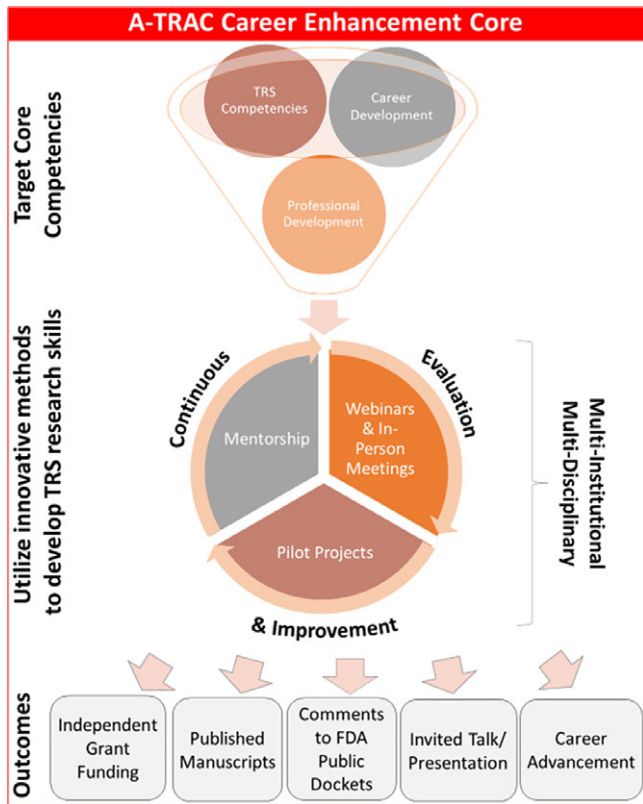 A-TRAC Career Enhancement Core
Target Core
Competencies
TRS
Competencies
Career
Development
Professional
Development
Utilize innovative methods
to develop TRS research skills
Continuous
Evaluation
& Improvement
Mentorship
Webinars
& In-
Person
Meetings
Pilot Projects
Multi-Institutional
Multi-Disciplinary
Outcomes
Independent
Grant
Funding
Published
Manuscripts
Comments
to FDA
Public
Dockets
Invited Talk/
Presentation
Career
Advancement